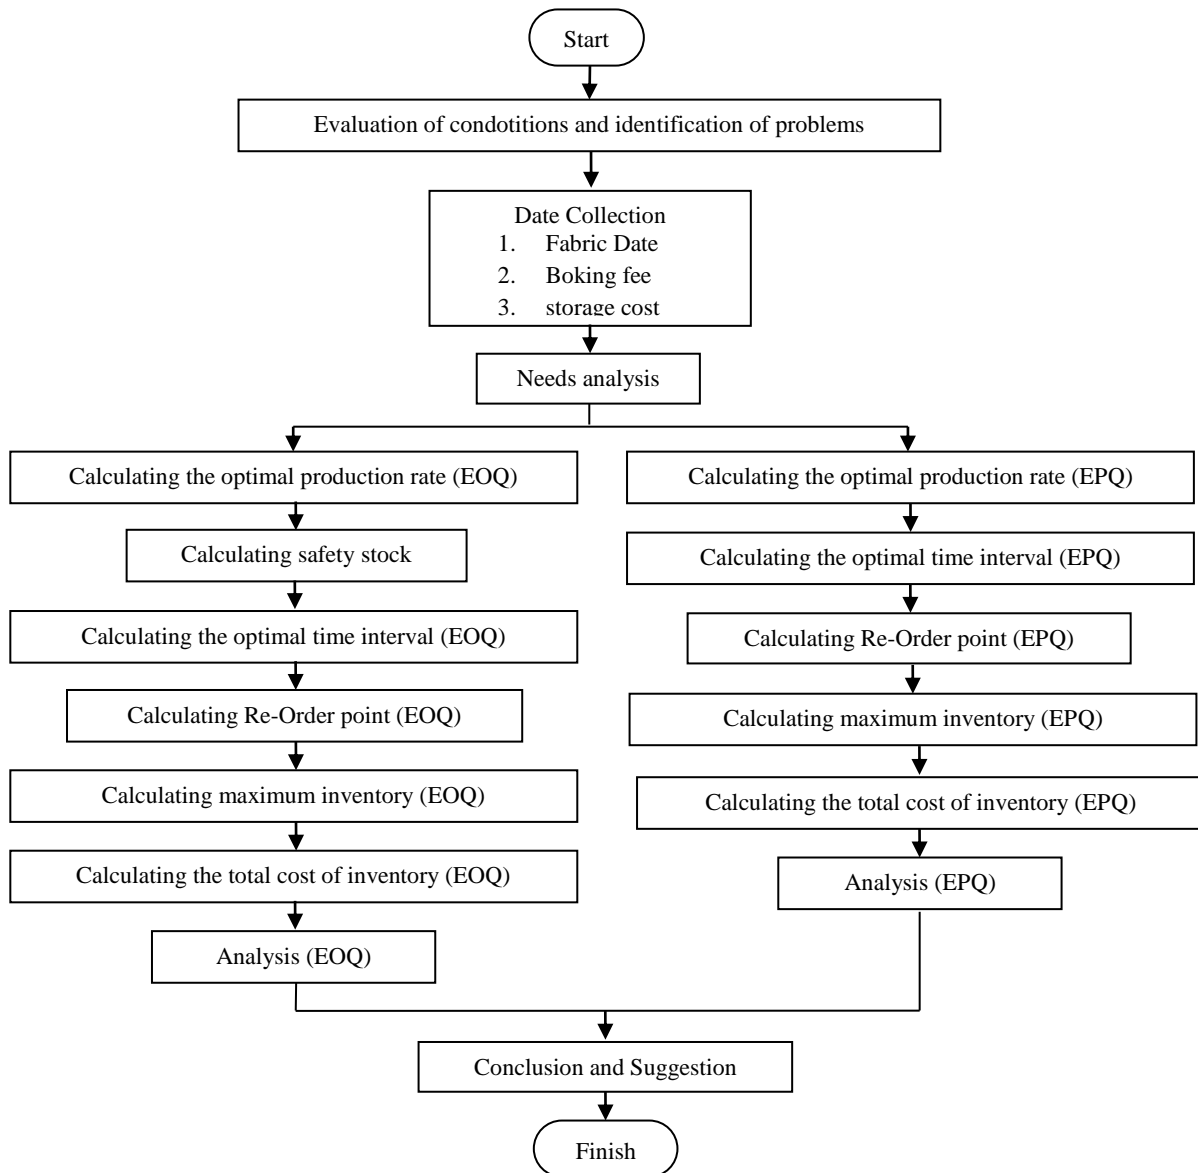 Start
Evaluation of condotitions and identification of problems
Date Collection
1. Fabric Date
2. Boking fee
3. storage cost
Needs analysis
Calculating the optimal production rate (EOQ)
Calculating safety stock
Calculating the optimal time interval (EOQ)
Calculating Re-Order point (EOQ)
Calculating maximum inventory (EOQ)
Calculating the total cost of inventory (EOQ)
Analysis (EOQ)
Calculating the optimal production rate (EPQ)
Calculating the optimal time interval (EPQ)
Calculating Re-Order point (EPQ)
Calculating maximum inventory (EPQ)
Calculating the total cost of inventory (EPQ)
Analysis (EPQ)
Conclusion and Suggestion
Finish